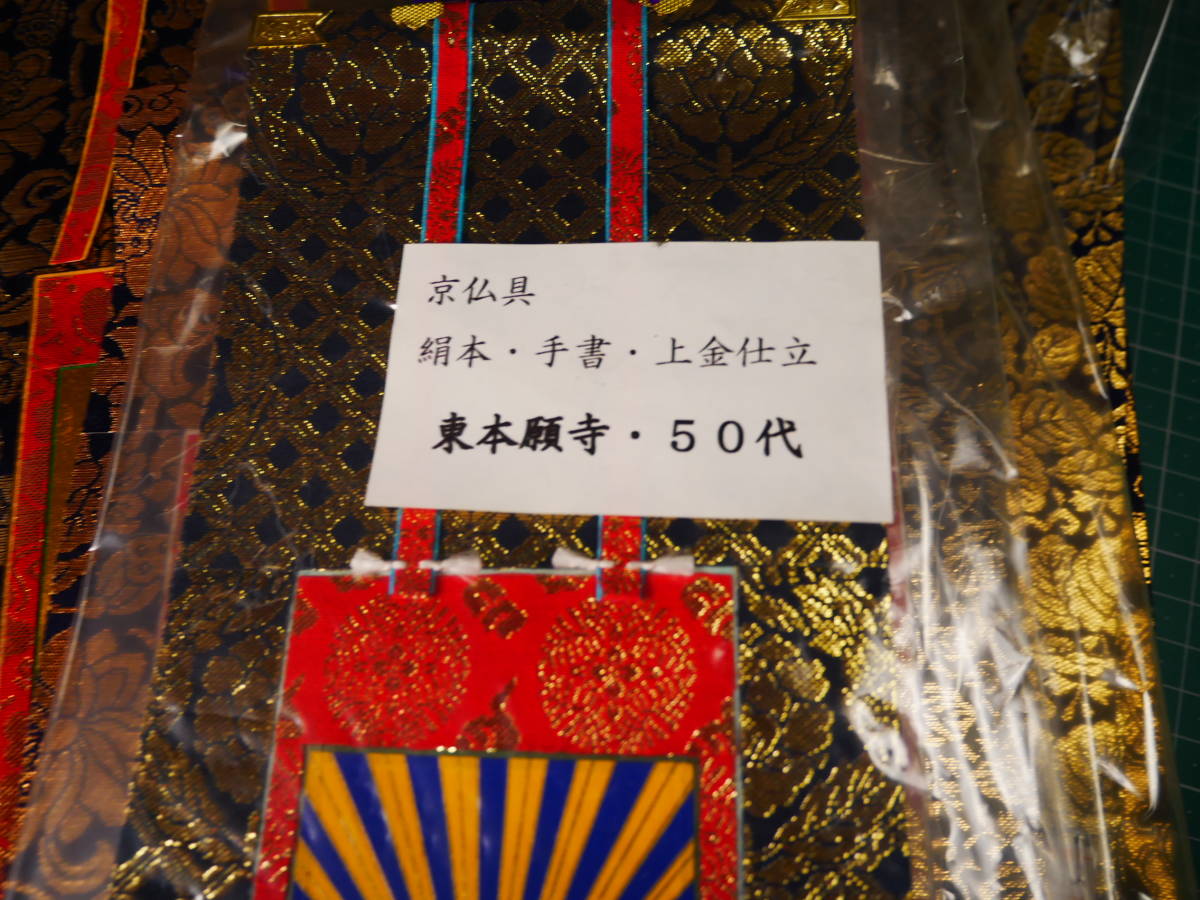 京仏具
絹本・手書・上金仕立
東本願寺・５０代